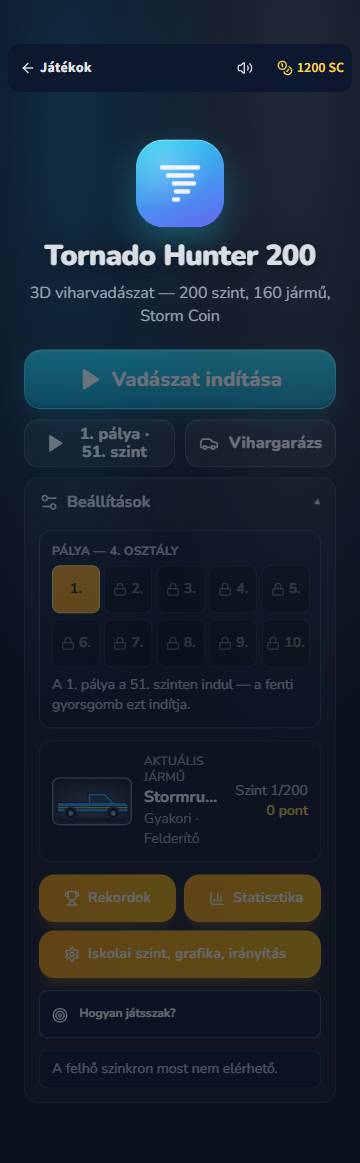 Játékok
1200 SC
Tornado Hunter 200
3D viharvadászat — 200 szint, 160 jármű,
Storm Coin
Vadászat indítása
1. pálya ·
51. szint
Vihargarázs
Beállítások
PÁLYA — 4. OSZTÁLY
1.
2.
3.
4.
5.
6.
7.
8.
9.
10.
A 1. pálya a 51. szinten indul — a fenti
gyorsgomb ezt indítja.
AKTUÁLIS
JÁRMŰ
Stormru...
Gyakori ·
Felderítő
Szint 1/200
0 pont
Rekordok
Statisztika
Iskolai szint, grafika, irányítás
Hogyan játsszak?
A felhő szinkron most nem elérhető.